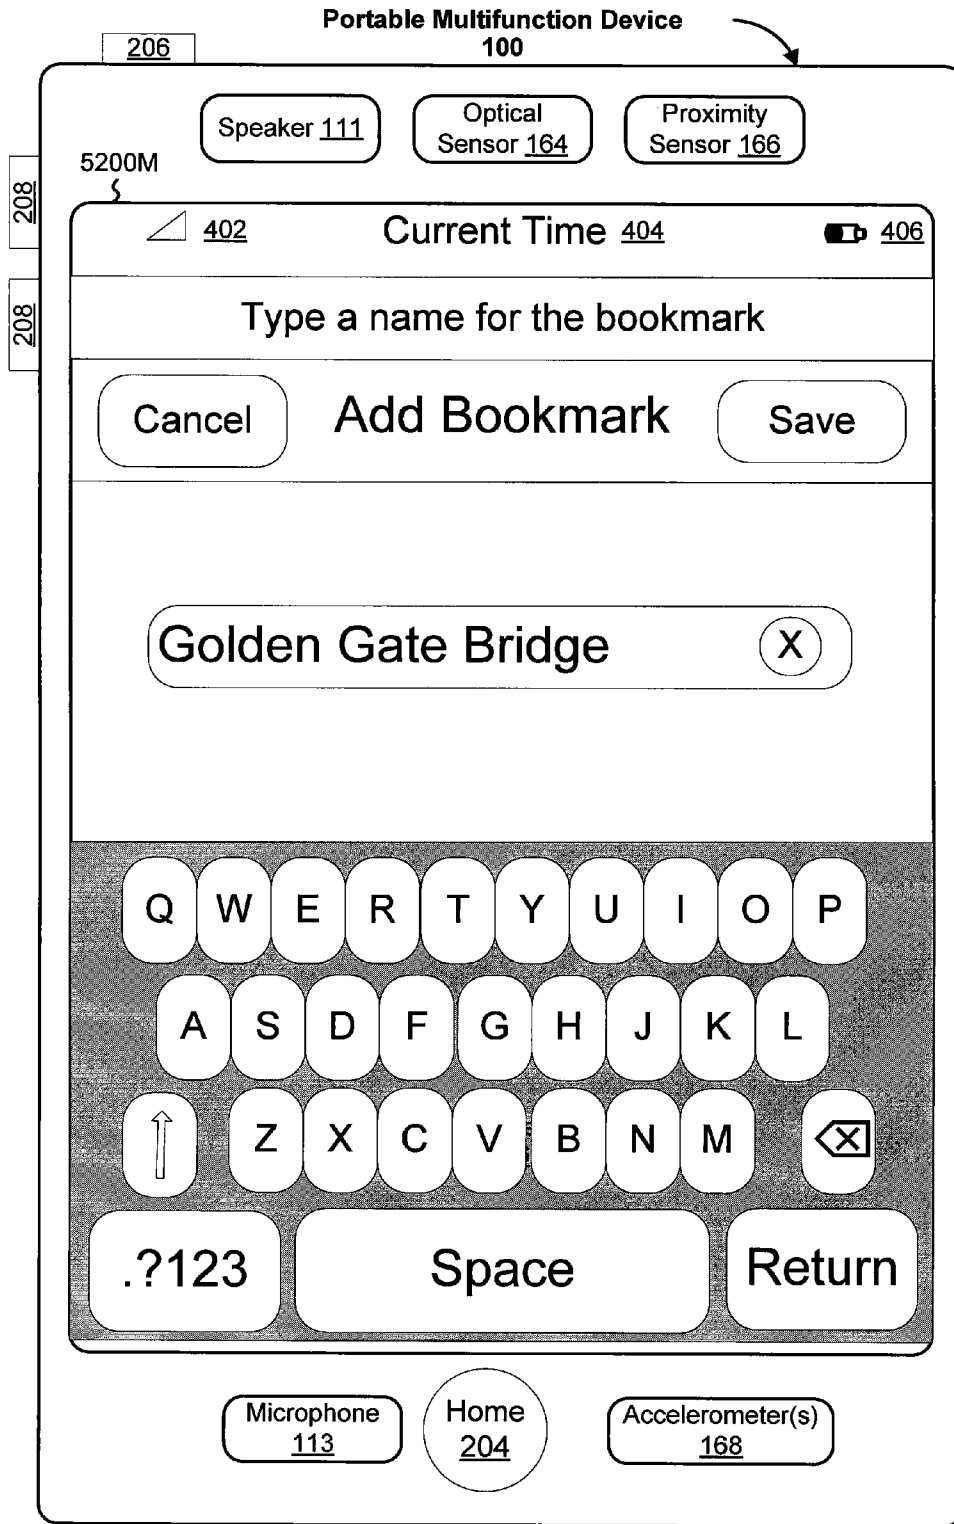 Portable Multifunction Device
100
206
Speaker 111
Optical
Sensor 164
Proximity
Sensor 166
5200M
208
208
402
Current Time 404
406
Type a name for the bookmark
Cancel
Add Bookmark
Save
Golden Gate Bridge
X
Q W E R T Y U I O P
A S D F G H J K L
Z X C V B N M
.?123
Space
Return
Microphone
113
Home
204
Accelerometer(s)
168